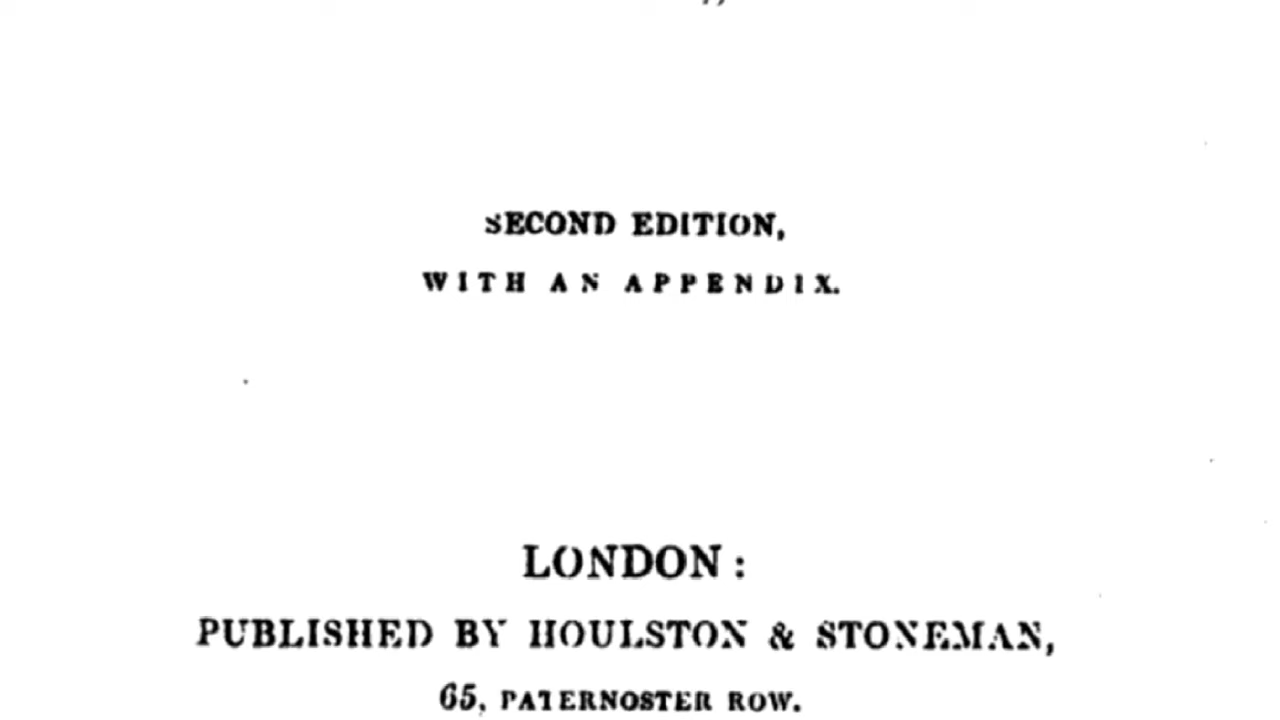 SECOND EDITION,
WITH AN APPENDIX.
LONDON:
PUBLISHED BY HOULSTON & STONEMAN,
65, PATERNOSTER ROW.